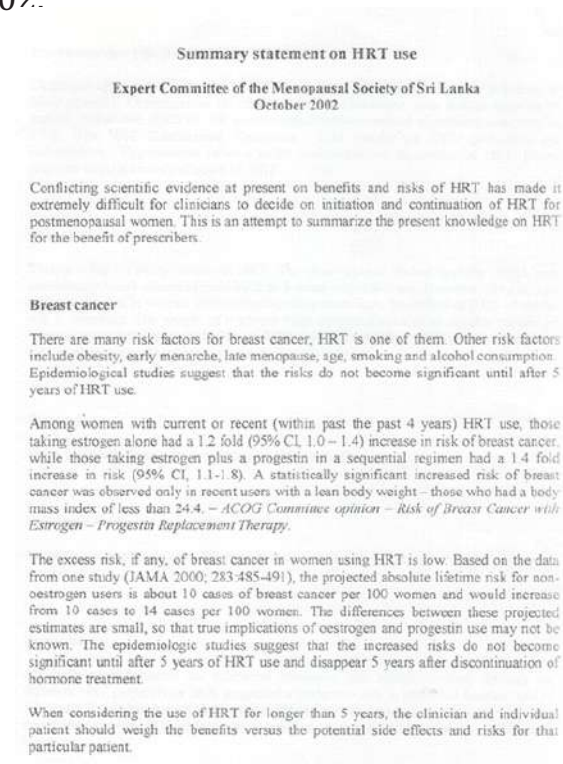 Summary statement on HRT use
Expert Committee of the Menopausal Society of Sri Lanka
October 2002
Conflicting scientific evidence at present on benefits and risks of HRT has made it
extremely difficult for clinicians to decide on initiation and continuation of HRT for
postmenopausal women. This is an attempt to summarize the present knowledge on HRT
for the benefit of prescribers.
Breast cancer
There are many risk factors for breast cancer, HRT is one of them. Other risk factors
include obesity, early menarche, late menopause, age, smoking and alcohol consumption.
Epidemiological studies suggest that the risks do not become significant until after 5
years of HRT use.
Among women with current or recent (within past the past 4 years) HRT use, those
taking estrogen alone had a 1.2 fold (95% CI, 1.0 – 1.4) increase in risk of breast cancer,
while those taking estrogen plus a progestin in a sequential regimen had a 1.4 fold
increase in risk (95% CI, 1.1-1.8). A statistically significant increased risk of breast
cancer was observed only in recent users with a lean body weight – those who had a body
mass index of less than 24.4. – ACOG Committee opinion – Risk of Breast Cancer with
Estrogen – Progestin Replacement Therapy.
The excess risk, if any, of breast cancer in women using HRT is low. Based on the data
from one study (JAMA 2000; 283:485-491), the projected absolute lifetime risk for non-
oestrogen users is about 10 cases of breast cancer per 100 women and would increase
from 10 cases to 14 cases per 100 women. The differences between these projected
estimates are small, so that true implications of oestrogen and progestin use may not be
known. The epidemiologic studies suggest that the increased risks do not become
significant until after 5 years of HRT use and disappear 5 years after discontinuation of
hormone treatment.
When considering the use of HRT for longer than 5 years, the clinician and individual
patient should weigh the benefits versus the potential side effects and risks for that
particular patient.